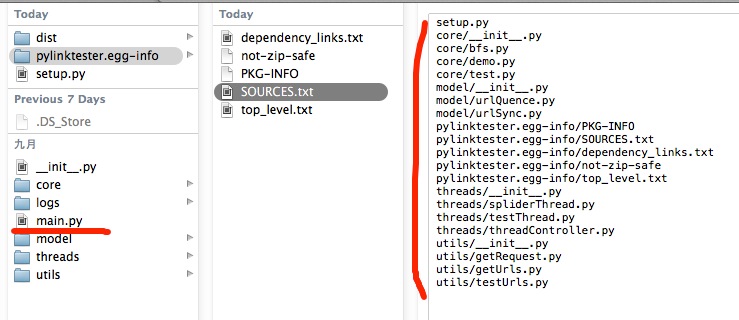 Today
dist
pylinktester.egg-info
setup.py
Previous 7 Days
.DS_Store
九月
__init__.py
core
logs
main.py
model
threads
utils
Today
dependency_links.txt
not-zip-safe
PKG-INFO
SOURCES.txt
top_level.txt
setup.py
core/__init__.py
core/bfs.py
core/demo.py
core/test.py
model/__init__.py
model/urlQuence.py
model/urlSync.py
pylinktester.egg-info/PKG-INFO
pylinktester.egg-info/SOURCES.txt
pylinktester.egg-info/dependency_links.txt
pylinktester.egg-info/not-zip-safe
pylinktester.egg-info/top_level.txt
threads/__init__.py
threads/spliderThread.py
threads/testThread.py
threads/threadController.py
utils/__init__.py
utils/getRequest.py
utils/getUrls.py
utils/testUrls.py